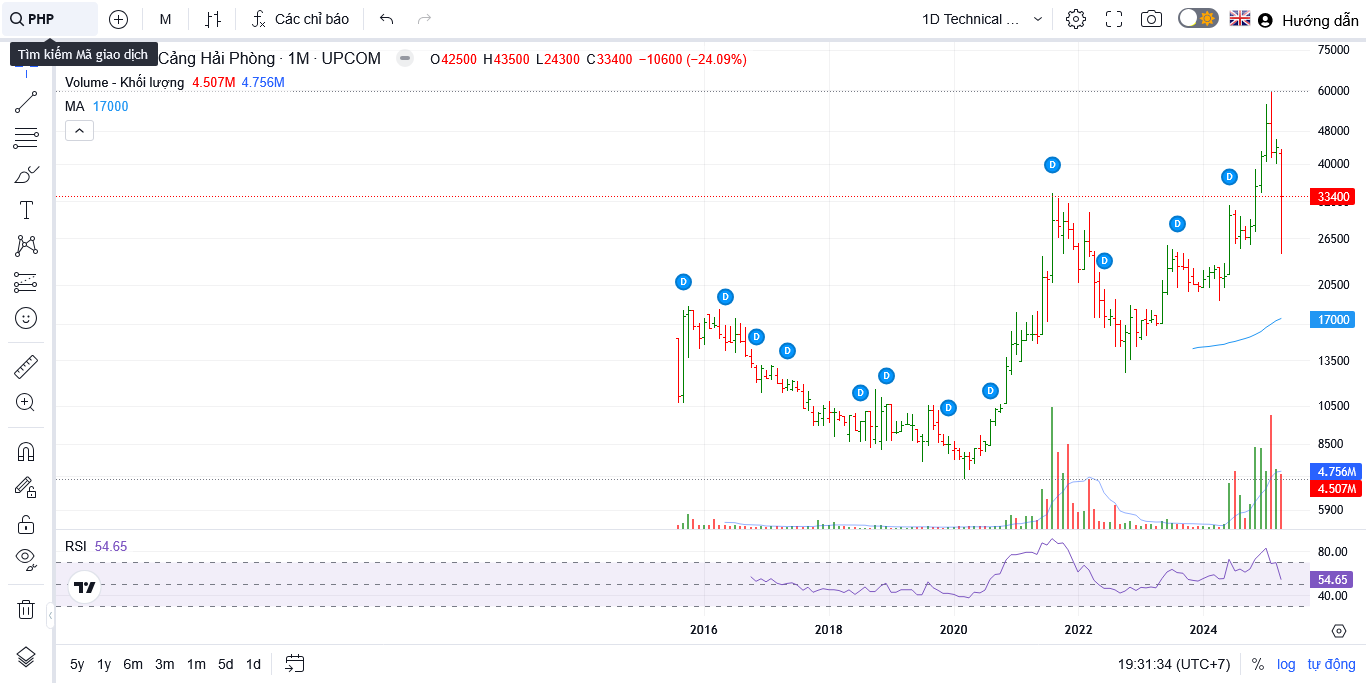 PHP M Các chỉ báo 1D Technical ... Hướng dẫn
Tìm kiếm Mã giao dịch
Cảng Hải Phòng · 1M · UPCOM O42500 H43500 L24300 C33400 −10600 (−24.09%)
Volume - Khối lượng 4.507M 4.756M
MA 17000
75000
60000
48000
40000
33400
26500
20500
17000
13500
10500
8500
4.756M
4.507M
5900
D D D D D D D D D D D D D
T
RSI 54.65
80.00
54.65
40.00
2016 2018 2020 2022 2024
5y 1y 6m 3m 1m 5d 1d 19:31:34 (UTC+7) % log tự động